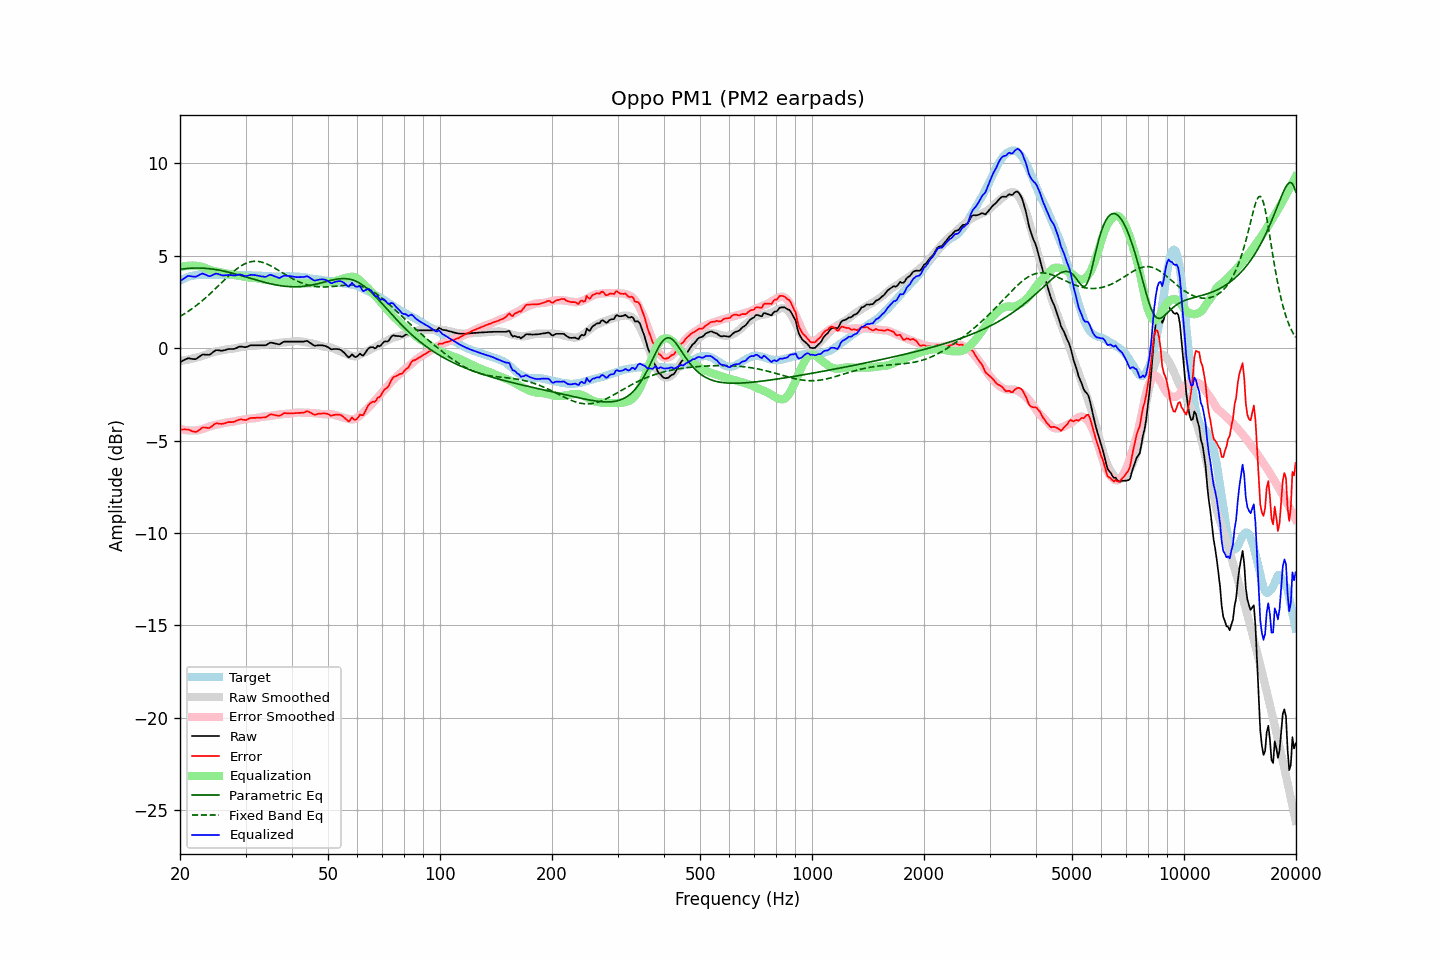 Oppo PM1 (PM2 earpads)
10
5
0
−5
−10
−15
−20
−25
Amplitude (dBr)
Target
Raw Smoothed
Error Smoothed
Raw
Error
Equalization
Parametric Eq
Fixed Band Eq
Equalized
20 50 100 200 500 1000 2000 5000 10000 20000
Frequency (Hz)